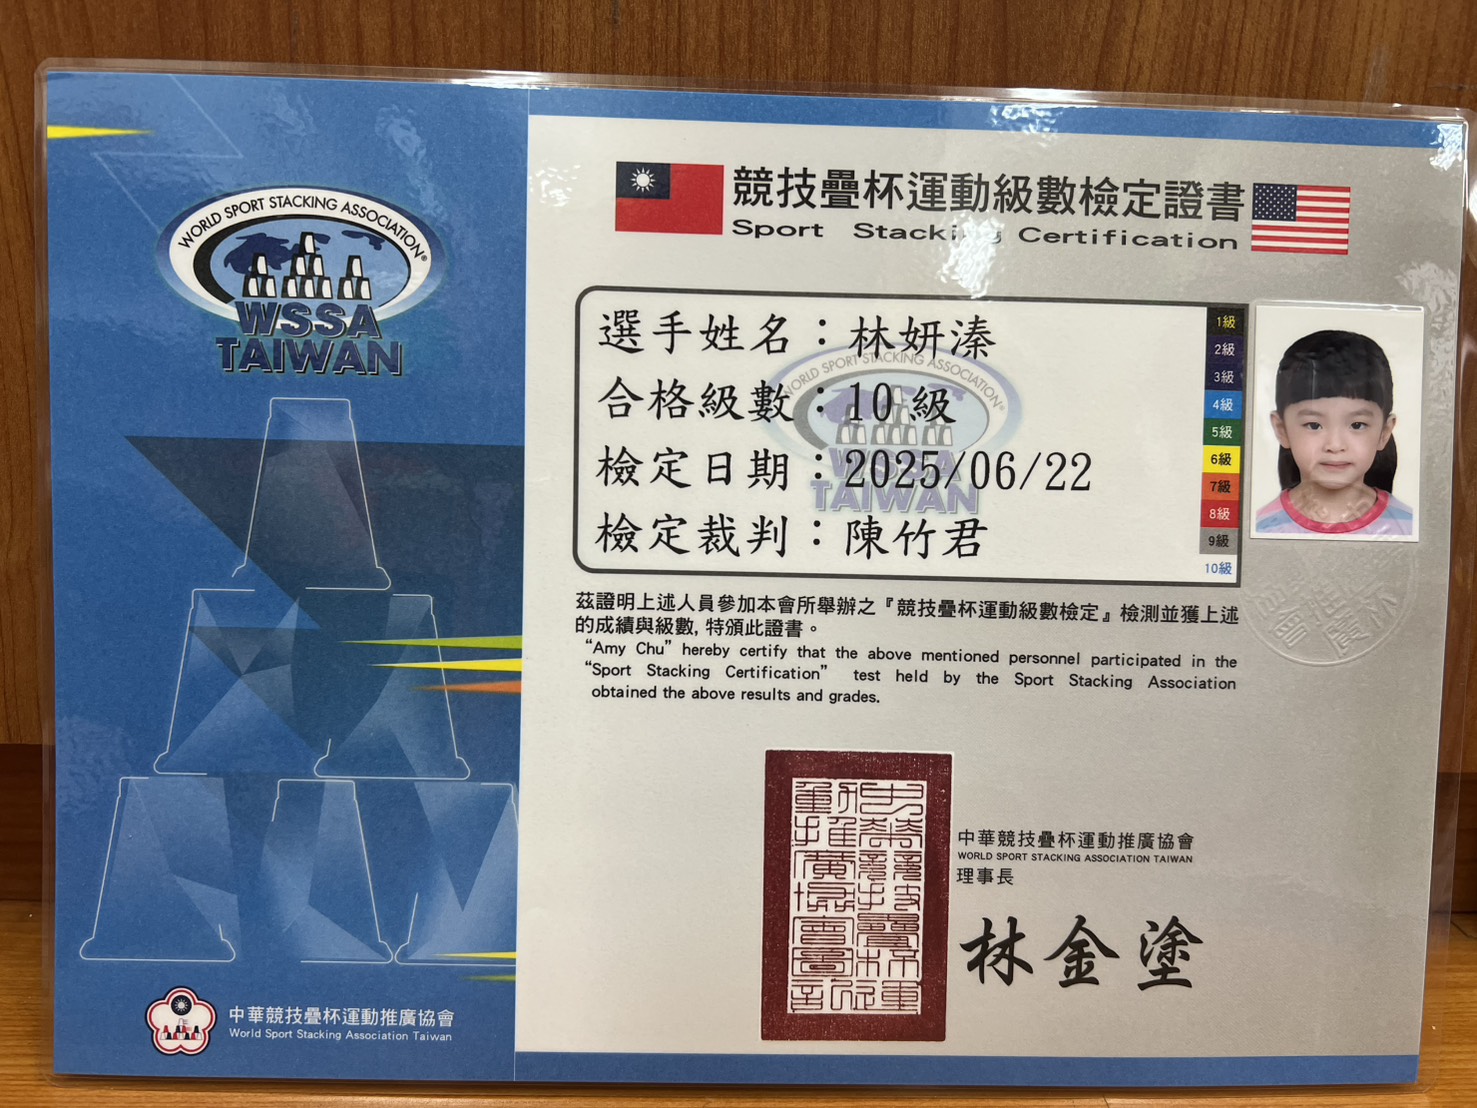 WORLD SPORT STACKING ASSOCIATION®
WSSA
TAIWAN
中華競技疊杯運動推廣協會
World Sport Stacking Association Taiwan
競技疊杯運動級數檢定證書
Sport Stacking Certification
選手姓名：林妍溱
合格級數：10級
檢定日期：2025/06/22
檢定裁判：陳竹君
WORLD SPORT STACKING ASSOCIATION®
WSSA
TAIWAN
1級
2級
3級
4級
5級
6級
7級
8級
9級
10級
茲證明上述人員參加本會所舉辦之『競技疊杯運動級數檢定』檢測並獲上述
的成績與級數,特頒此證書。
“Amy Chu” hereby certify that the above mentioned personnel participated in the
“Sport Stacking Certification” test held by the Sport Stacking Association
obtained the above results and grades.
中華競技疊杯運動推廣協會
WORLD SPORT STACKING ASSOCIATION TAIWAN
理事長
林金塗